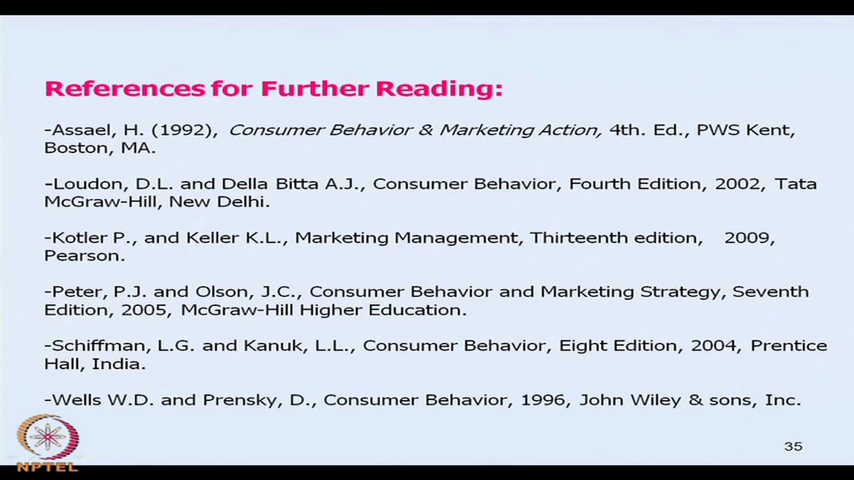 References for Further Reading:
-Assael, H. (1992), Consumer Behavior & Marketing Action, 4th. Ed., PWS Kent,
Boston, MA.
-Loudon, D.L. and Della Bitta A.J., Consumer Behavior, Fourth Edition, 2002, Tata
McGraw-Hill, New Delhi.
-Kotler P., and Keller K.L., Marketing Management, Thirteenth edition, 2009,
Pearson.
-Peter, P.J. and Olson, J.C., Consumer Behavior and Marketing Strategy, Seventh
Edition, 2005, McGraw-Hill Higher Education.
-Schiffman, L.G. and Kanuk, L.L., Consumer Behavior, Eight Edition, 2004, Prentice
Hall, India.
-Wells W.D. and Prensky, D., Consumer Behavior, 1996, John Wiley & sons, Inc.
35
NPTEL